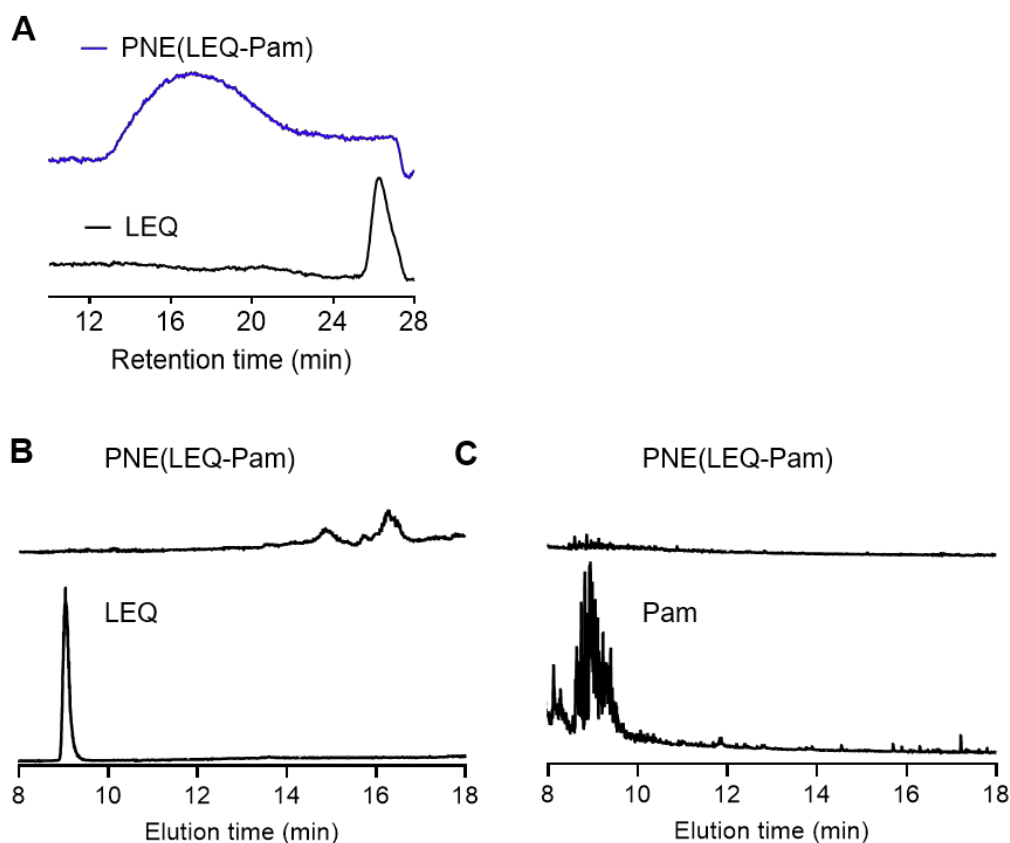 A
PNE(LEQ-Pam)
LEQ
12 16 20 24 28
Retention time (min)
B
PNE(LEQ-Pam)
LEQ
8 10 12 14 16 18
Elution time (min)
C
PNE(LEQ-Pam)
Pam
8 10 12 14 16 18
Elution time (min)